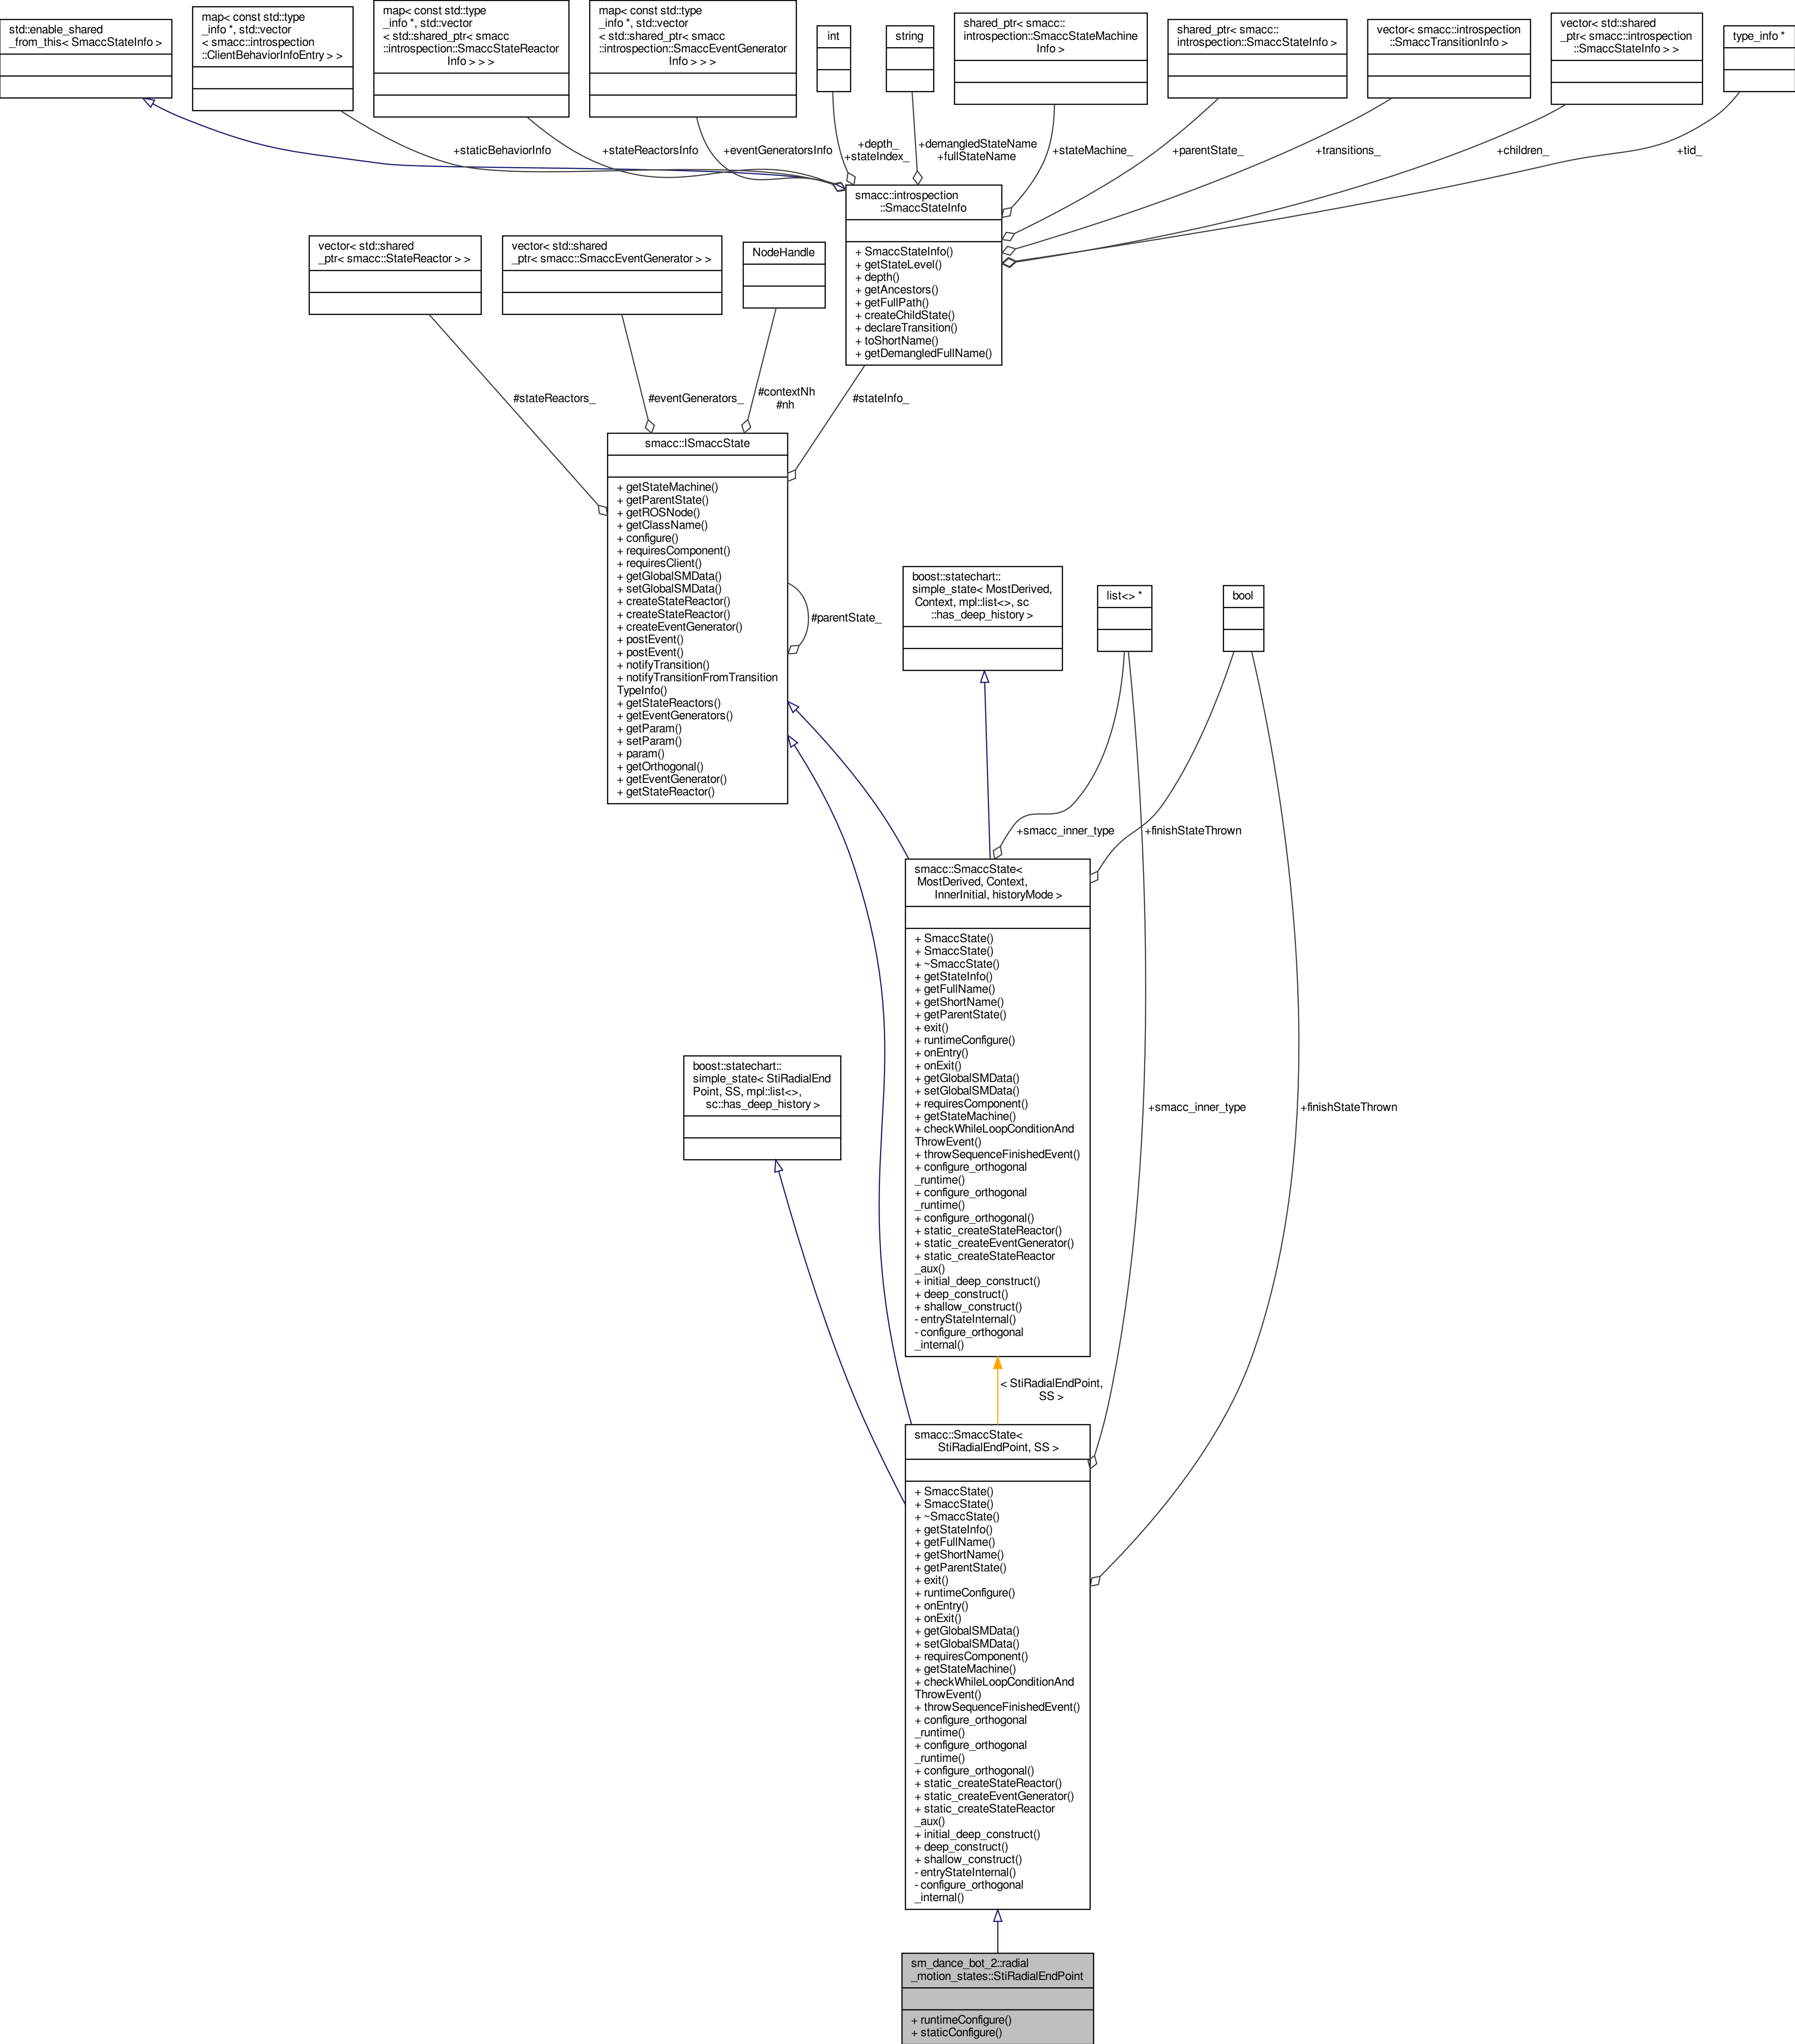 std::enable_shared
_from_this< SmaccStateInfo >
map< const std::type
_info *, std::vector
< smacc::introspection
::ClientBehaviorInfoEntry > >
map< const std::type
_info *, std::vector
< std::shared_ptr< smacc
::introspection::SmaccStateReactor
Info > > >
map< const std::type
_info *, std::vector
< std::shared_ptr< smacc
::introspection::SmaccEventGenerator
Info > > >
int
string
shared_ptr< smacc::
introspection::SmaccStateMachine
Info >
shared_ptr< smacc::
introspection::SmaccStateInfo >
vector< smacc::introspection
::SmaccTransitionInfo >
vector< std::shared
_ptr< smacc::introspection
::SmaccStateInfo > >
type_info *
+staticBehaviorInfo
+stateReactorsInfo
+eventGeneratorsInfo
+depth_
+stateIndex_
+demangledStateName
+fullStateName
+stateMachine_
+parentState_
+transitions_
+children_
+tid_
smacc::introspection
::SmaccStateInfo
+ SmaccStateInfo()
+ getStateLevel()
+ depth()
+ getAncestors()
+ getFullPath()
+ createChildState()
+ declareTransition()
+ toShortName()
+ getDemangledFullName()
vector< std::shared
_ptr< smacc::StateReactor > >
vector< std::shared
_ptr< smacc::SmaccEventGenerator > >
NodeHandle
#stateReactors_
#eventGenerators_
#contextNh
#nh
#stateInfo_
smacc::ISmaccState
+ getStateMachine()
+ getParentState()
+ getROSNode()
+ getClassName()
+ configure()
+ requiresComponent()
+ requiresClient()
+ getGlobalSMData()
+ setGlobalSMData()
+ createStateReactor()
+ createStateReactor()
+ createEventGenerator()
+ postEvent()
+ postEvent()
+ notifyTransition()
+ notifyTransitionFromTransition
TypeInfo()
+ getStateReactors()
+ getEventGenerators()
+ getParam()
+ setParam()
+ param()
+ getOrthogonal()
+ getEventGenerator()
+ getStateReactor()
#parentState_
boost::statechart::
simple_state< MostDerived,
Context, mpl::list<>, sc
::has_deep_history >
list<> *
bool
+smacc_inner_type
+finishStateThrown
smacc::SmaccState<
MostDerived, Context,
InnerInitial, historyMode >
+ SmaccState()
+ SmaccState()
+ ~SmaccState()
+ getStateInfo()
+ getFullName()
+ getShortName()
+ getParentState()
+ exit()
+ runtimeConfigure()
+ onEntry()
+ onExit()
+ getGlobalSMData()
+ setGlobalSMData()
+ requiresComponent()
+ getStateMachine()
+ checkWhileLoopConditionAnd
ThrowEvent()
+ throwSequenceFinishedEvent()
+ configure_orthogonal
_runtime()
+ configure_orthogonal
_runtime()
+ configure_orthogonal()
+ static_createStateReactor()
+ static_createEventGenerator()
+ static_createStateReactor
_aux()
+ initial_deep_construct()
+ deep_construct()
+ shallow_construct()
- entryStateInternal()
- configure_orthogonal
_internal()
boost::statechart::
simple_state< StiRadialEnd
Point, SS, mpl::list<>,
sc::has_deep_history >
+smacc_inner_type
+finishStateThrown
< StiRadialEndPoint,
SS >
smacc::SmaccState<
StiRadialEndPoint, SS >
+ SmaccState()
+ SmaccState()
+ ~SmaccState()
+ getStateInfo()
+ getFullName()
+ getShortName()
+ getParentState()
+ exit()
+ runtimeConfigure()
+ onEntry()
+ onExit()
+ getGlobalSMData()
+ setGlobalSMData()
+ requiresComponent()
+ getStateMachine()
+ checkWhileLoopConditionAnd
ThrowEvent()
+ throwSequenceFinishedEvent()
+ configure_orthogonal
_runtime()
+ configure_orthogonal
_runtime()
+ configure_orthogonal()
+ static_createStateReactor()
+ static_createEventGenerator()
+ static_createStateReactor
_aux()
+ initial_deep_construct()
+ deep_construct()
+ shallow_construct()
- entryStateInternal()
- configure_orthogonal
_internal()
sm_dance_bot_2::radial
_motion_states::StiRadialEndPoint
+ runtimeConfigure()
+ staticConfigure()